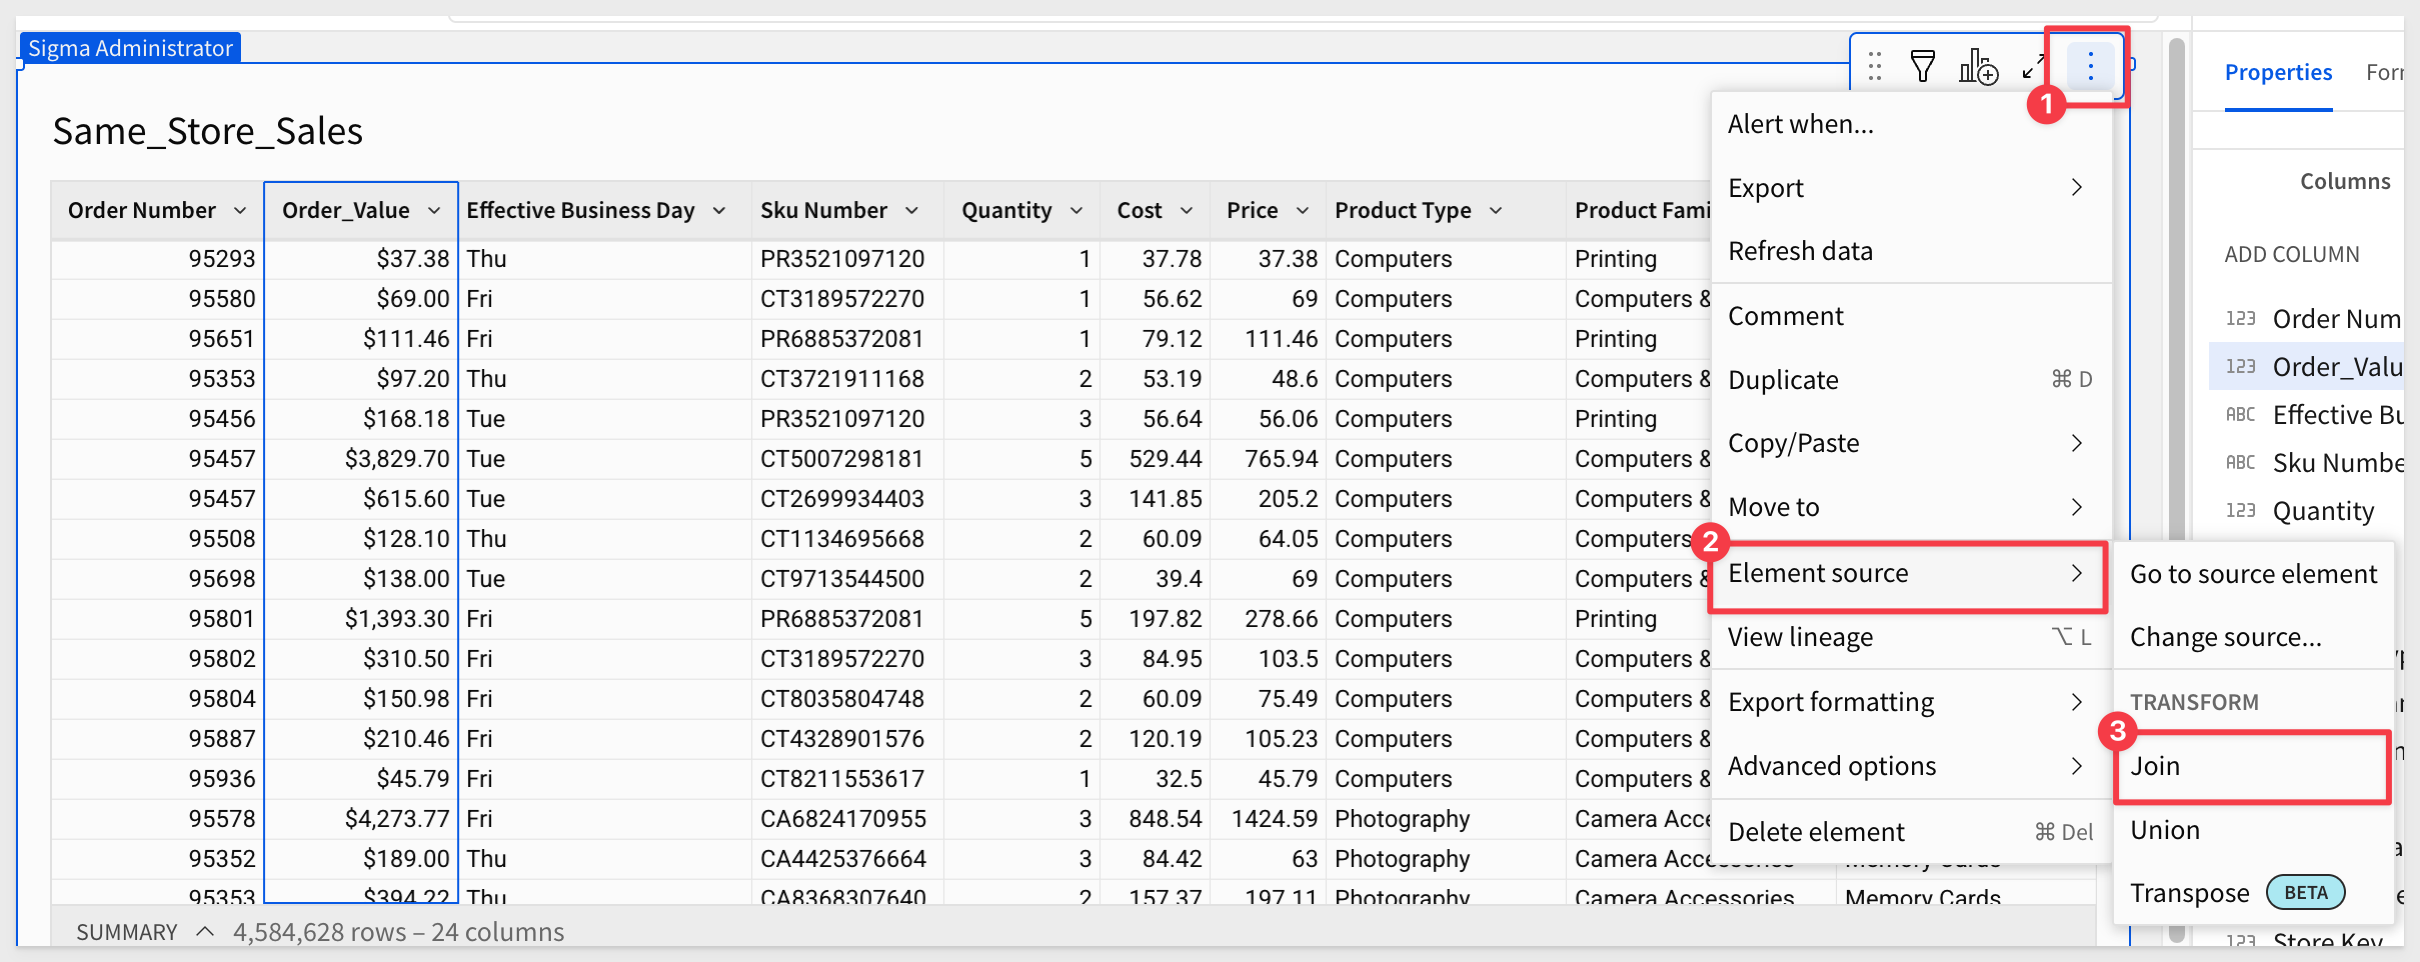 Sigma Administrator
Properties
Same_Store_Sales
Order Number Order_Value Effective Business Day Sku Number Quantity Cost Price Product Type Product Fami
95293 $37.38 Thu PR3521097120 1 37.78 37.38 Computers Printing
95580 $69.00 Fri CT3189572270 1 56.62 69 Computers Computers &
95651 $111.46 Fri PR6885372081 1 79.12 111.46 Computers Printing
95353 $97.20 Thu CT3721911168 2 53.19 48.6 Computers Computers &
95456 $168.18 Tue PR3521097120 3 56.64 56.06 Computers Printing
95457 $3,829.70 Tue CT5007298181 5 529.44 765.94 Computers Computers &
95457 $615.60 Tue CT2699934403 3 141.85 205.2 Computers Computers &
95508 $128.10 Thu CT1134695668 2 60.09 64.05 Computers Computers
95698 $138.00 Tue CT9713544500 2 39.4 69 Computers Computers &
95801 $1,393.30 Fri PR6885372081 5 197.82 278.66 Computers Printing
95802 $310.50 Fri CT3189572270 3 84.95 103.5 Computers Computers &
95804 $150.98 Fri CT8035804748 2 60.09 75.49 Computers Computers &
95887 $210.46 Fri CT4328901576 2 120.19 105.23 Computers Computers &
95936 $45.79 Fri CT8211553617 1 32.5 45.79 Computers Computers &
95578 $4,273.77 Fri CA6824170955 3 848.54 1424.59 Photography Camera Acce
95352 $189.00 Thu CA4425376664 3 84.42 63 Photography Camera Accessories Memory Cards
95353 $394.22 Thu CA8368307640 2 157.37 197.11 Photography Camera Accessories Memory Cards
SUMMARY 4,584,628 rows – 24 columns
1
Alert when...
Export
Refresh data
Comment
Duplicate ⌘ D
Copy/Paste
Move to
2
Element source
View lineage ⌥ L
Export formatting
Advanced options
Delete element ⌘ Del
Go to source element
Change source...
TRANSFORM
3
Join
Union
Transpose BETA
Columns
ADD COLUMN
123 Order Num
123 Order_Valu
ABC Effective Bu
ABC Sku Numbe
123 Quantity
123 Store Key